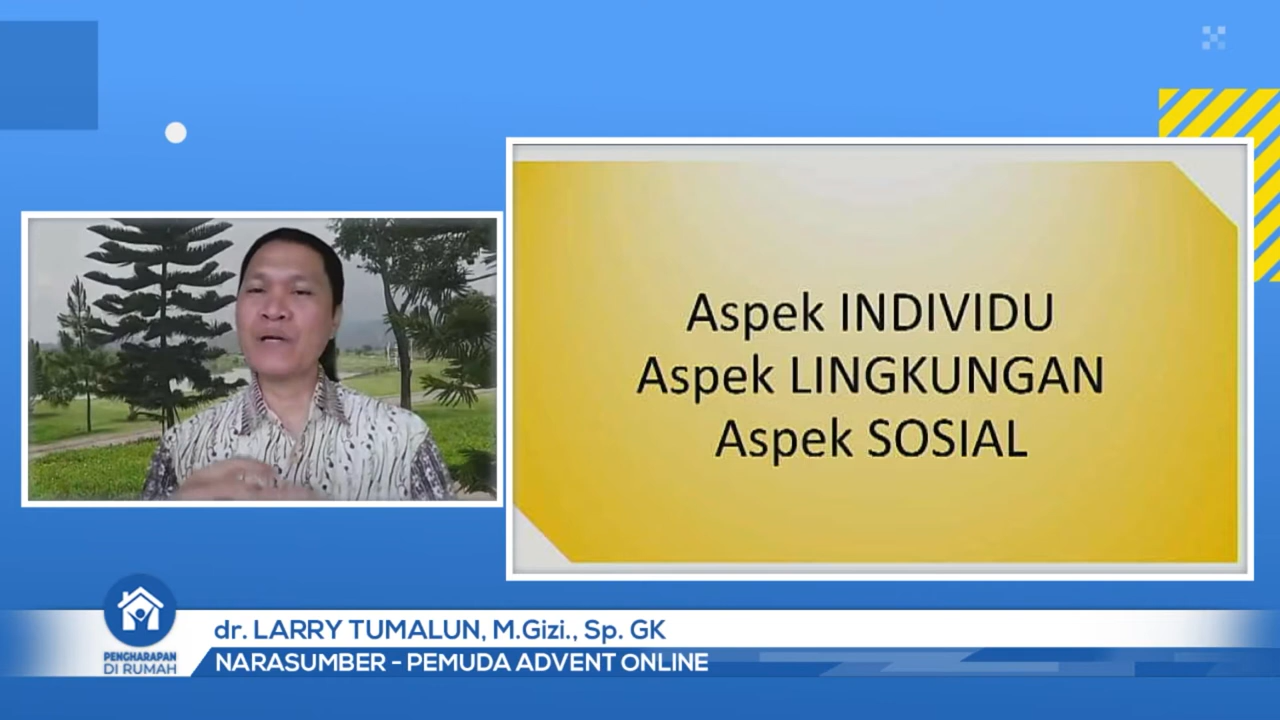 Aspek INDIVIDU
Aspek LINGKUNGAN
Aspek SOSIAL
dr. LARRY TUMALUN, M.Gizi., Sp. GK
NARASUMBER - PEMUDA ADVENT ONLINE
PENGHARAPAN
DI RUMAH